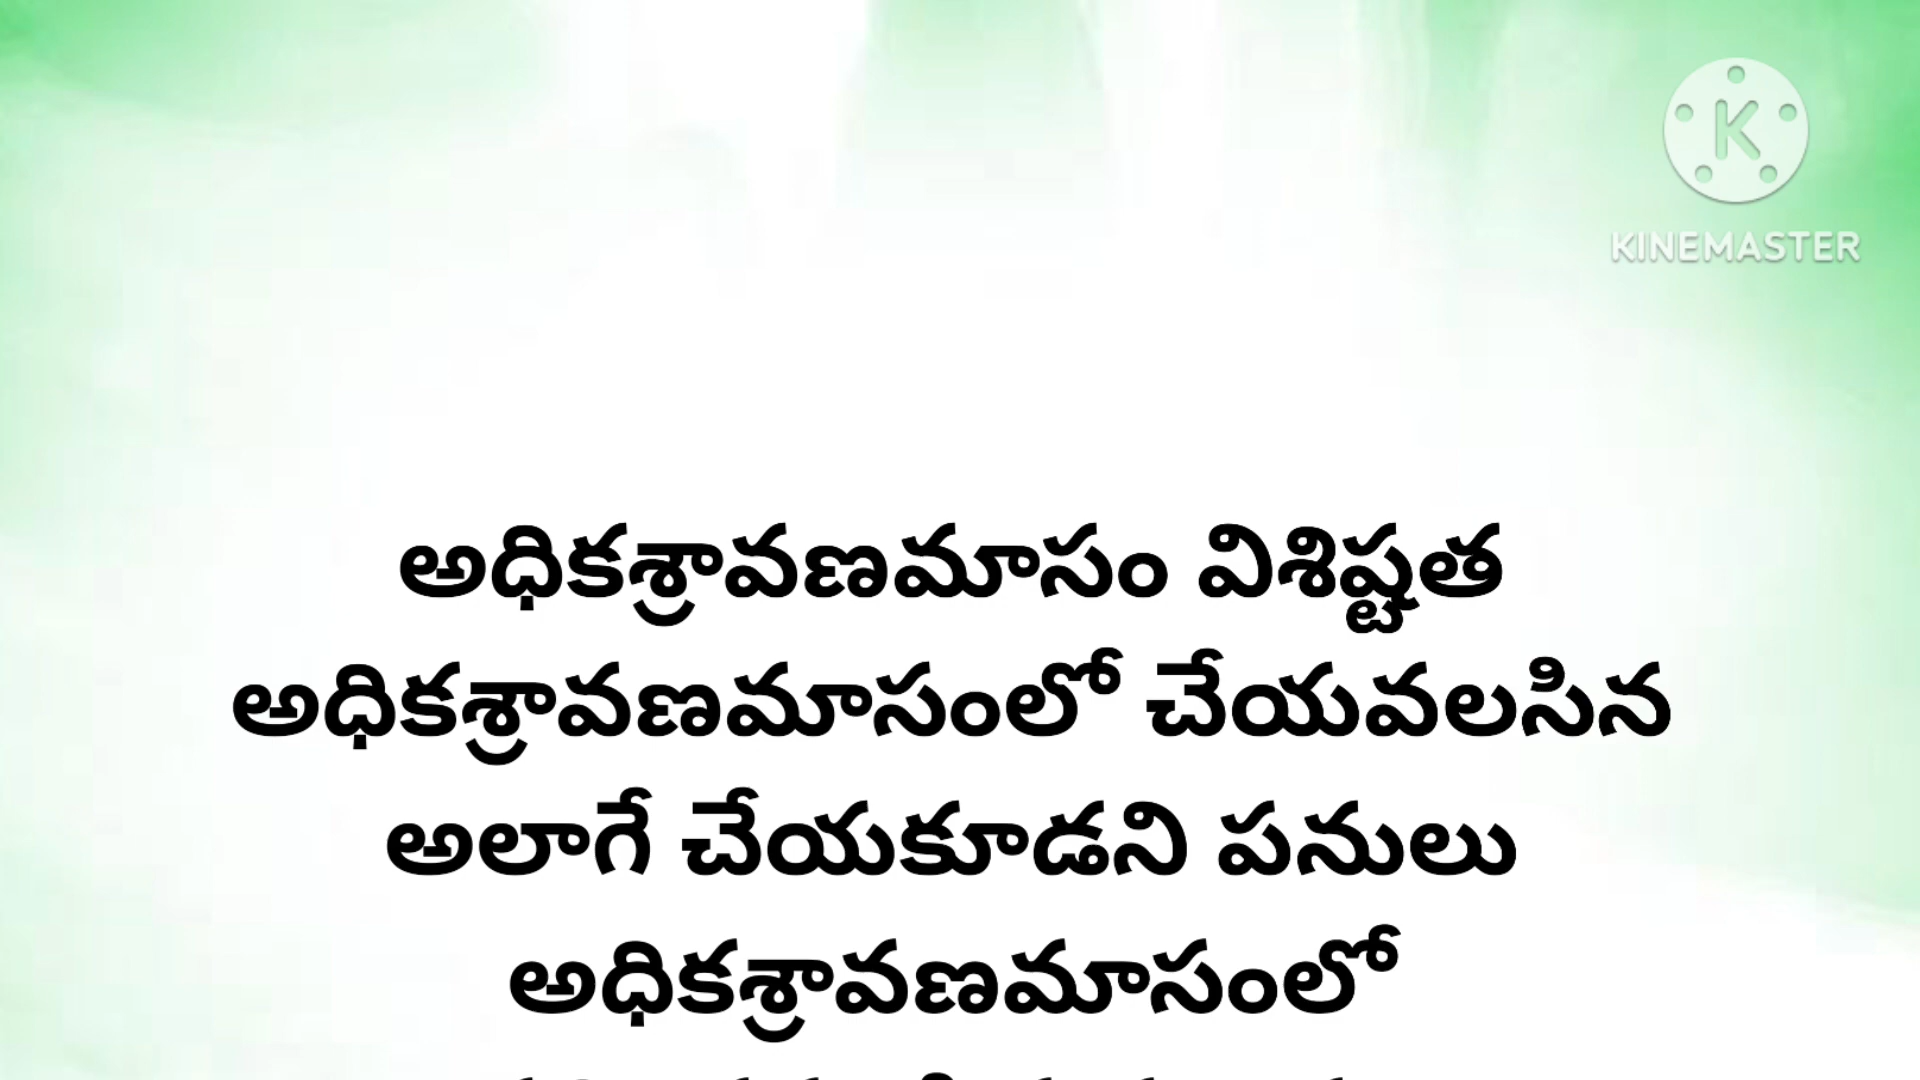 KINEMASTER
అధికశ్రావణమాసం విశిష్టత
అధికశ్రావణమాసంలో చేయవలసిన
అలాగే చేయకూడని పనులు
అధికశ్రావణమాసంలో